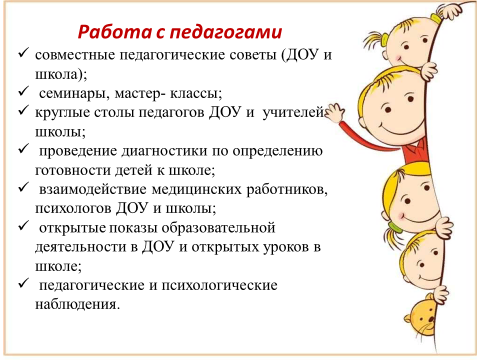 Работа с педагогами
✓ совместные педагогические советы (ДОУ и
школа);
✓ семинары, мастер- классы;
✓ круглые столы педагогов ДОУ и учителей
школы;
✓ проведение диагностики по определению
готовности детей к школе;
✓ взаимодействие медицинских работников,
психологов ДОУ и школы;
✓ открытые показы образовательной
деятельности в ДОУ и открытых уроков в
школе;
✓ педагогические и психологические
наблюдения.